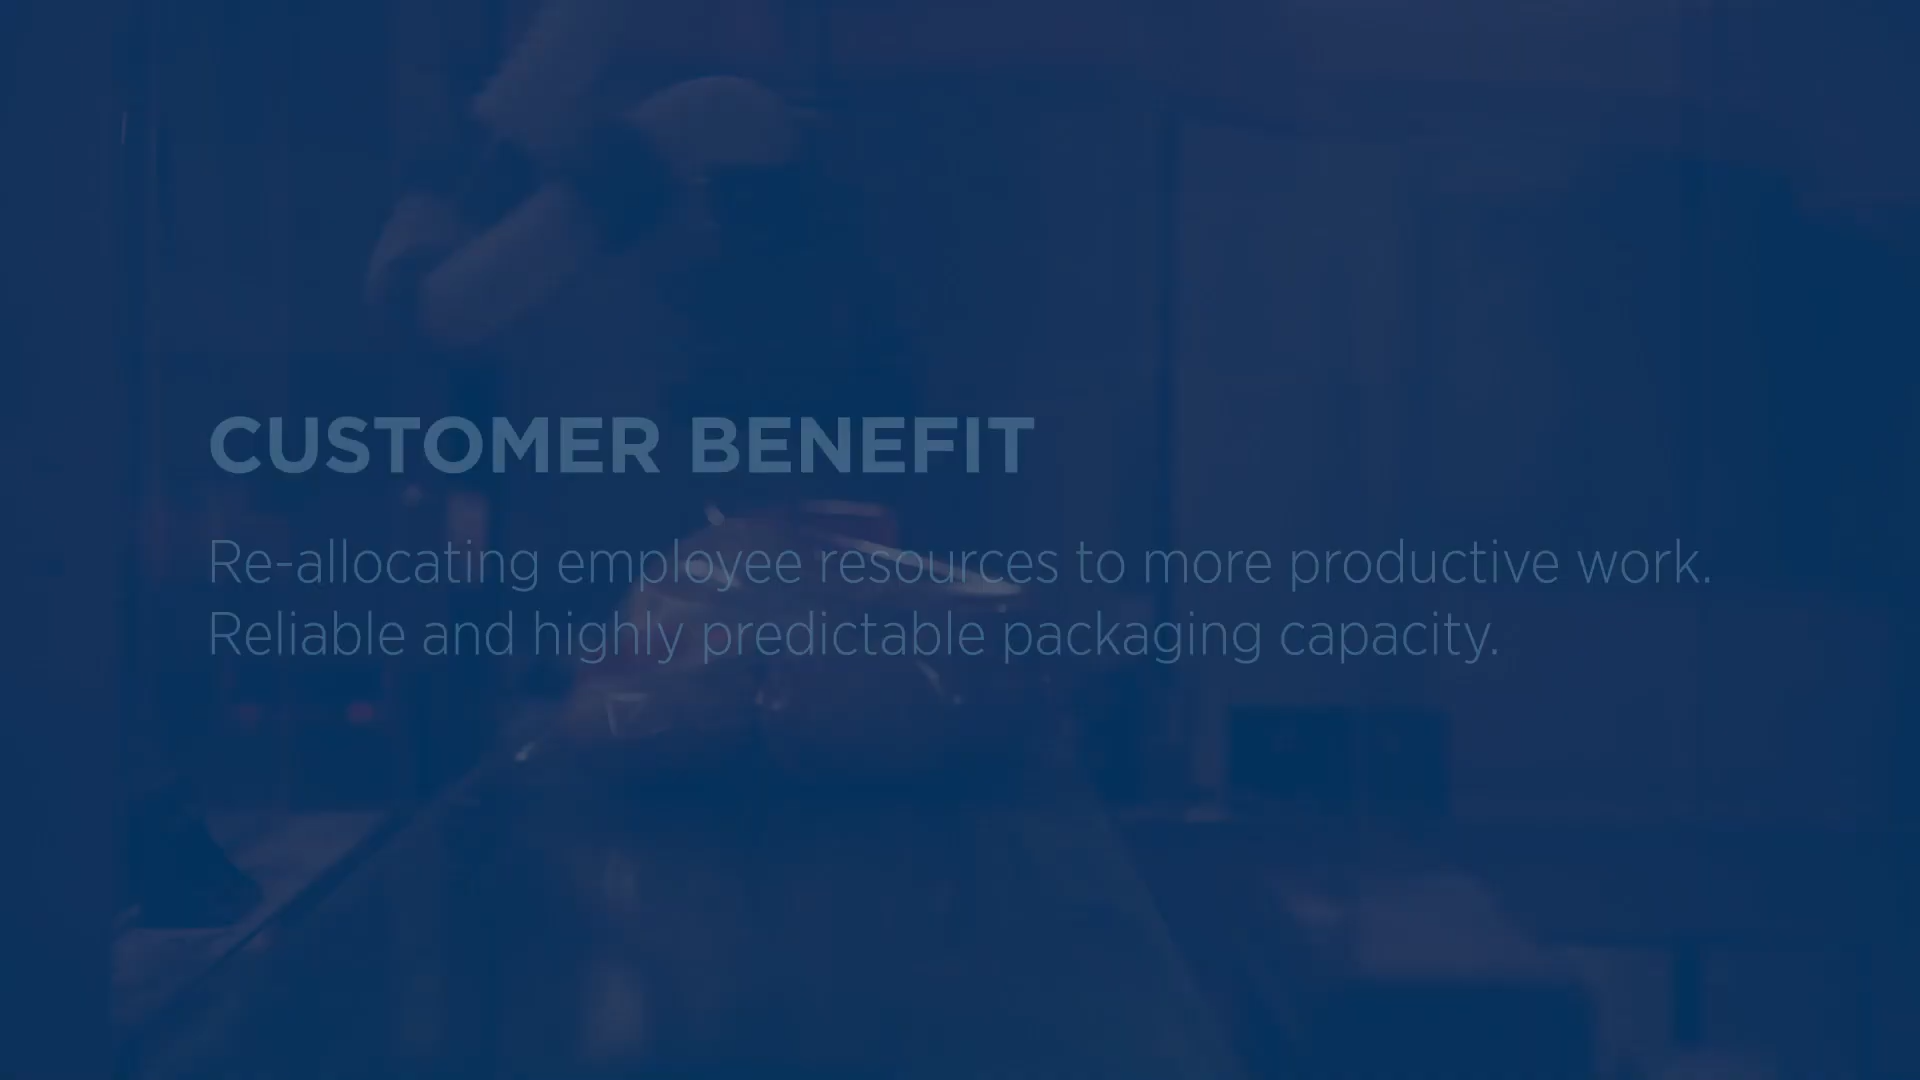 CUSTOMER BENEFIT
Re-allocating employee resources to more productive work.
Reliable and highly predictable packaging capacity.